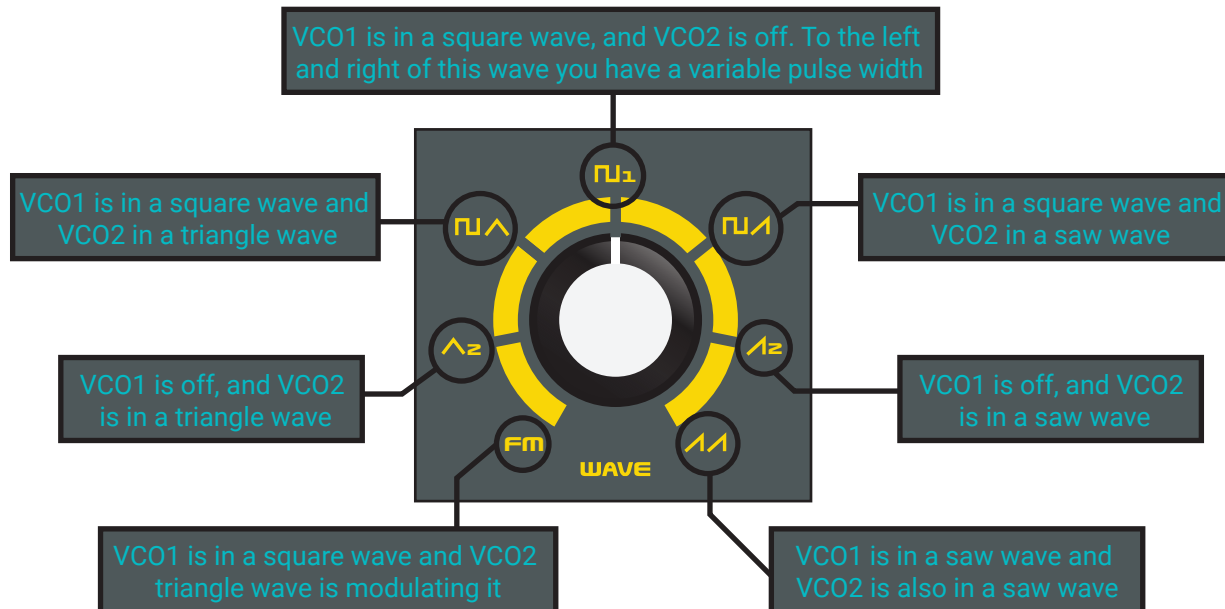 VCO1 is in a square wave, and VCO2 is off. To the left
and right of this wave you have a variable pulse width
1
VCO1 is in a square wave and
VCO2 in a triangle wave
VCO1 is in a square wave and
VCO2 in a saw wave
2
2
VCO1 is off, and VCO2
is in a triangle wave
VCO1 is off, and VCO2
is in a saw wave
FM
WAVE
VCO1 is in a square wave and VCO2
triangle wave is modulating it
VCO1 is in a saw wave and
VCO2 is also in a saw wave